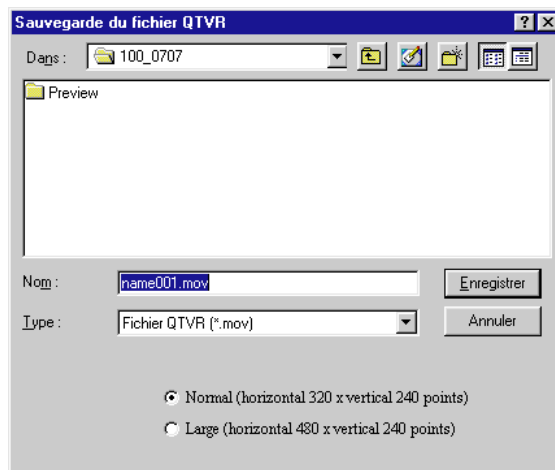 Sauvegarde du fichier QTVR
Dans : 100_0707
Preview
Nom : name001.mov Enregistrer
Type : Fichier QTVR (*.mov) Annuler
Normal (horizontal 320 x vertical 240 points)
Large (horizontal 480 x vertical 240 points)